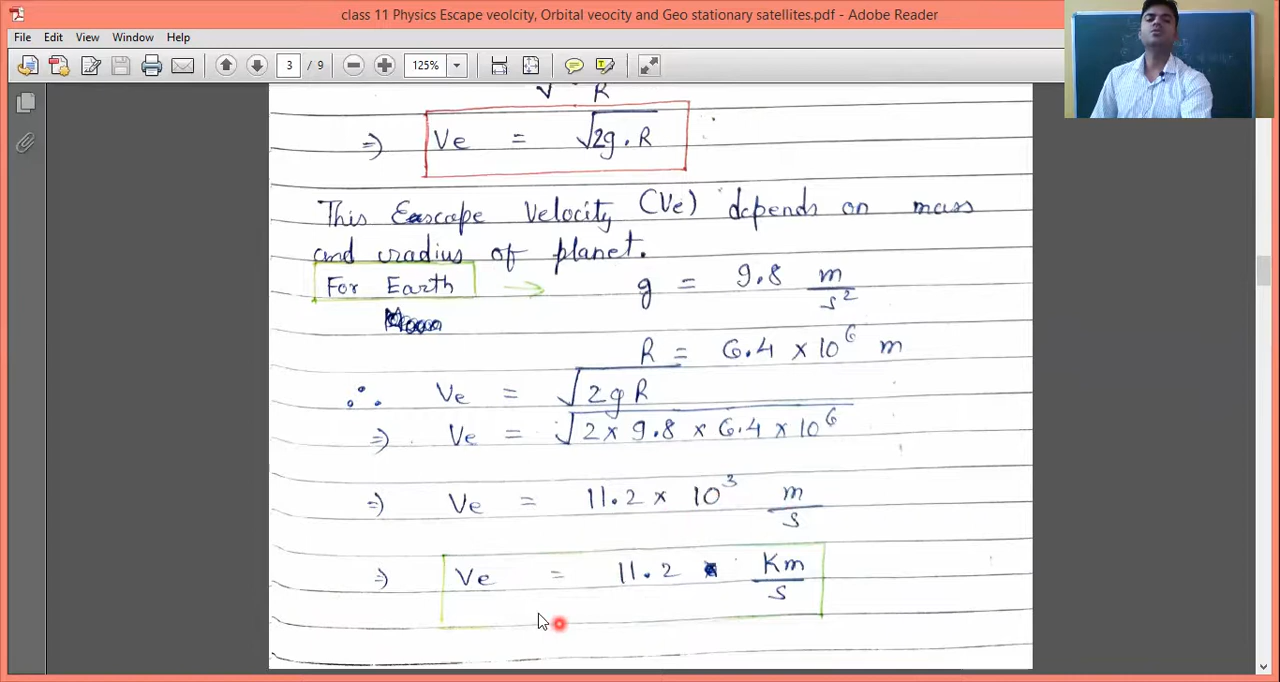 class 11 Physics Escape veolcity, Orbital veocity and Geo stationary satellites.pdf - Adobe Reader
File Edit View Window Help
3 / 9 125%
√ R
⇒ Ve = √2g.R
This Escape Velocity (Ve) depends on mass
and radius of planet.
For Earth → g = 9.8 m/s²
R = 6.4 × 10⁶ m
∴ Ve = √2gR
⇒ Ve = √2 × 9.8 × 6.4 × 10⁶
⇒ Ve = 11.2 × 10³ m/s
⇒ Ve = 11.2 Km/s